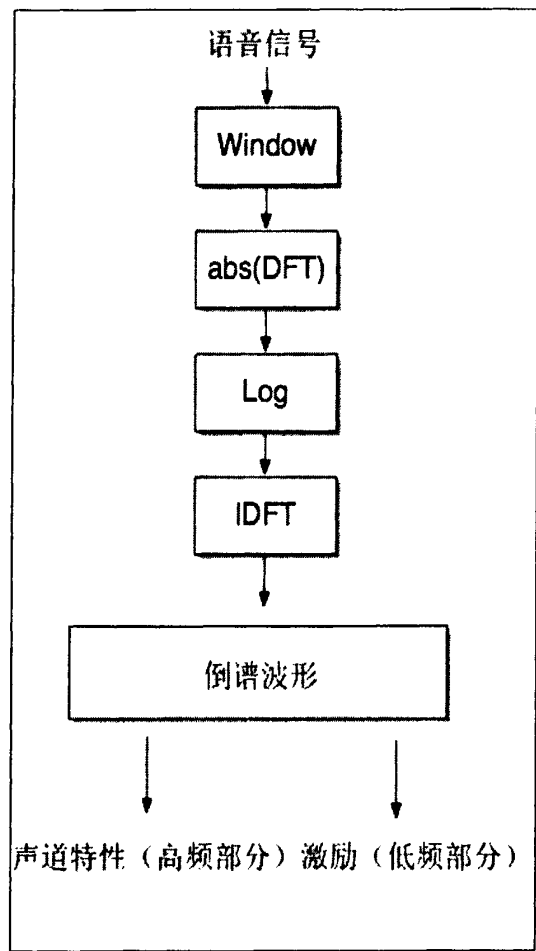 语音信号
Window
abs(DFT)
Log
IDFT
倒谱波形
声道特性（高频部分）激励（低频部分）